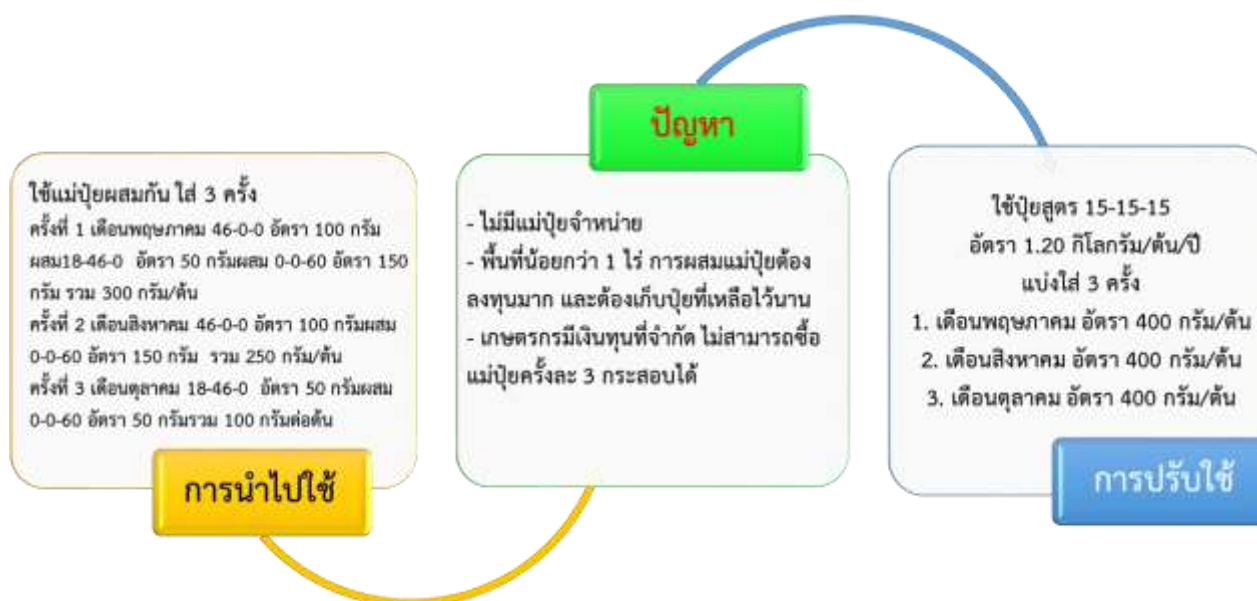 ใช้แม่ปุ๋ยผสมกัน ใส่ 3 ครั้ง
ครั้งที่ 1 เดือนพฤษภาคม 46-0-0 อัตรา 100 กรัม
ผสม18-46-0 อัตรา 50 กรัมผสม 0-0-60 อัตรา 150
กรัม รวม 300 กรัม/ต้น
ครั้งที่ 2 เดือนสิงหาคม 46-0-0 อัตรา 100 กรัมผสม
0-0-60 อัตรา 150 กรัม รวม 250 กรัม/ต้น
ครั้งที่ 3 เดือนตุลาคม 18-46-0 อัตรา 50 กรัมผสม
0-0-60 อัตรา 50 กรัมรวม 100 กรัมต่อต้น
การนำไปใช้
ปัญหา
- ไม่มีแม่ปุ๋ยจำหน่าย
- พื้นที่น้อยกว่า 1 ไร่ การผสมแม่ปุ๋ยต้อง
ลงทุนมาก และต้องเก็บปุ๋ยที่เหลือไว้นาน
- เกษตรกรมีเงินทุนที่จำกัด ไม่สามารถซื้อ
แม่ปุ๋ยครั้งละ 3 กระสอบได้
ใช้ปุ๋ยสูตร 15-15-15
อัตรา 1.20 กิโลกรัม/ต้น/ปี
แบ่งใส่ 3 ครั้ง
1. เดือนพฤษภาคม อัตรา 400 กรัม/ต้น
2. เดือนสิงหาคม อัตรา 400 กรัม/ต้น
3. เดือนตุลาคม อัตรา 400 กรัม/ต้น
การปรับใช้